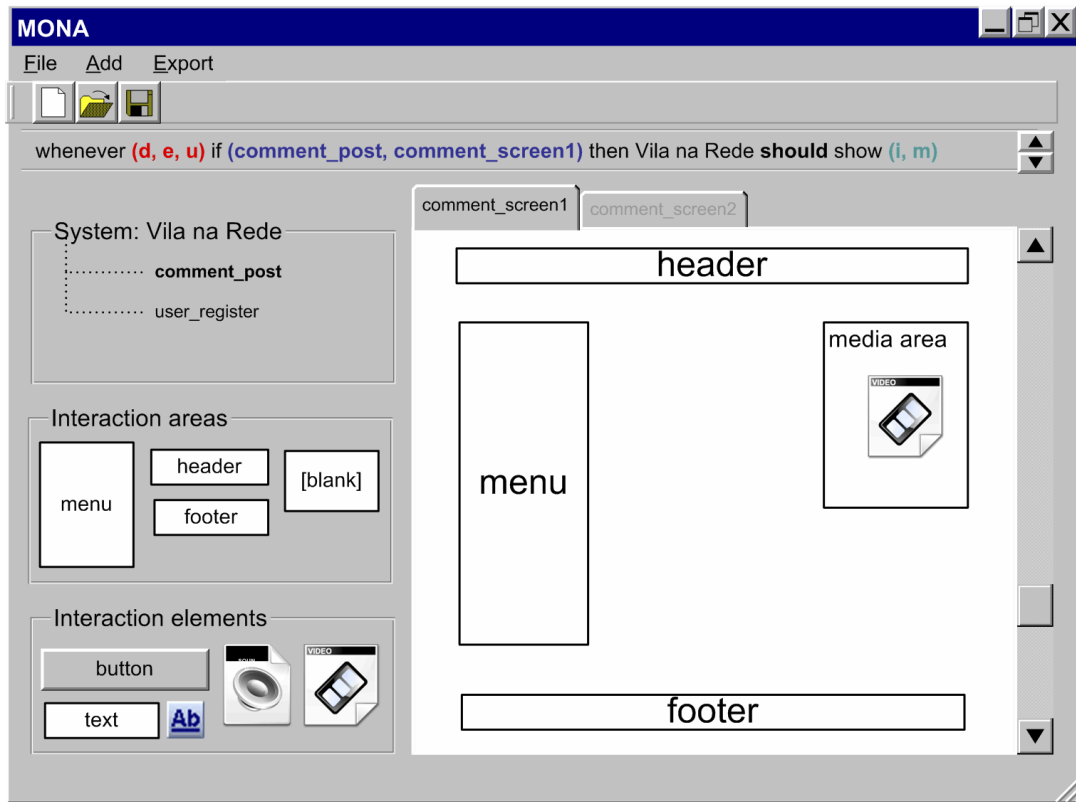 MONA
File Add Export
whenever (d, e, u) if (comment_post, comment_screen1) then Vila na Rede should show (i, m)
comment_screen1 comment_screen2
System: Vila na Rede
comment_post
user_register
Interaction areas
menu
header
footer
[blank]
Interaction elements
button
text
Ab
VIDEO
header
menu
media area
VIDEO
footer